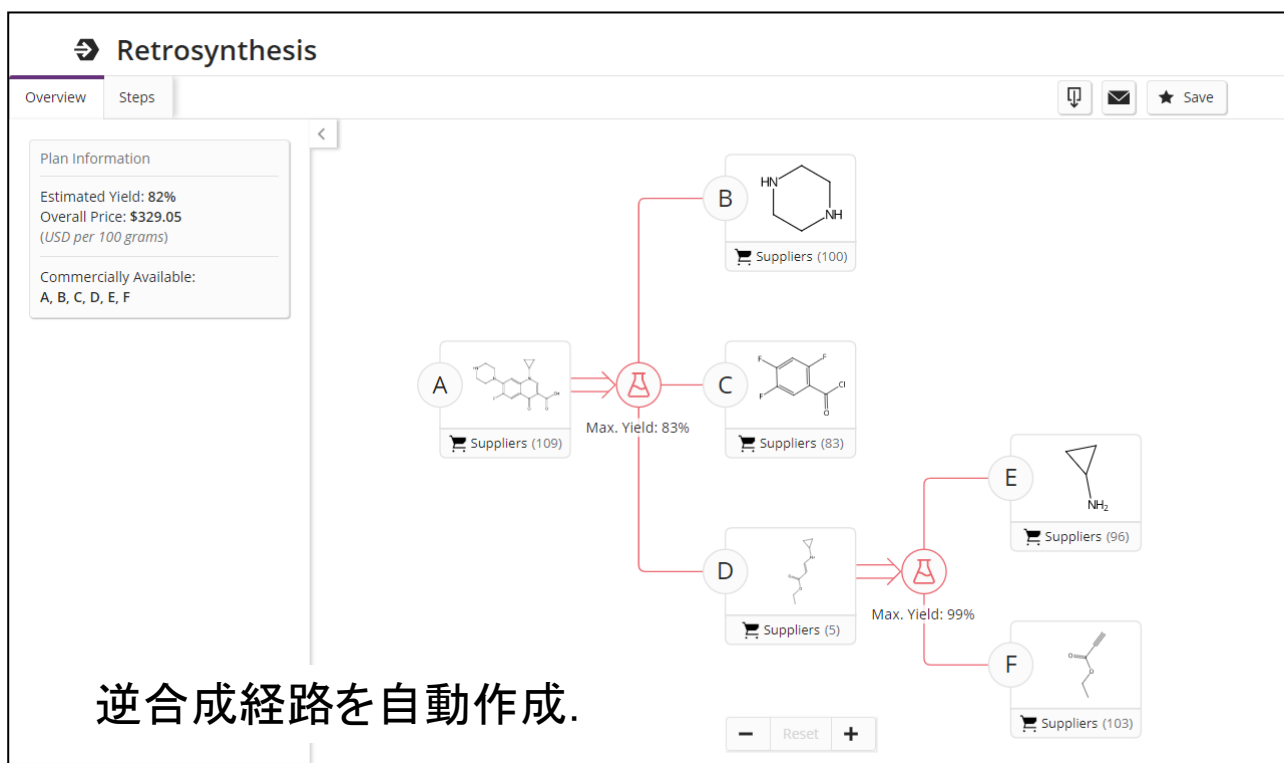 Retrosynthesis
Overview Steps
Save
Plan Information
Estimated Yield: 82%
Overall Price: $329.05
(USD per 100 grams)
Commercially Available:
A, B, C, D, E, F
B
HN
NH
Suppliers (100)
A
Suppliers (109)
Max. Yield: 83%
C
F
F
F
Cl
O
Suppliers (83)
D
Suppliers (5)
Max. Yield: 99%
E
NH₂
Suppliers (96)
F
Suppliers (103)
逆合成経路を自動作成.
− Reset +